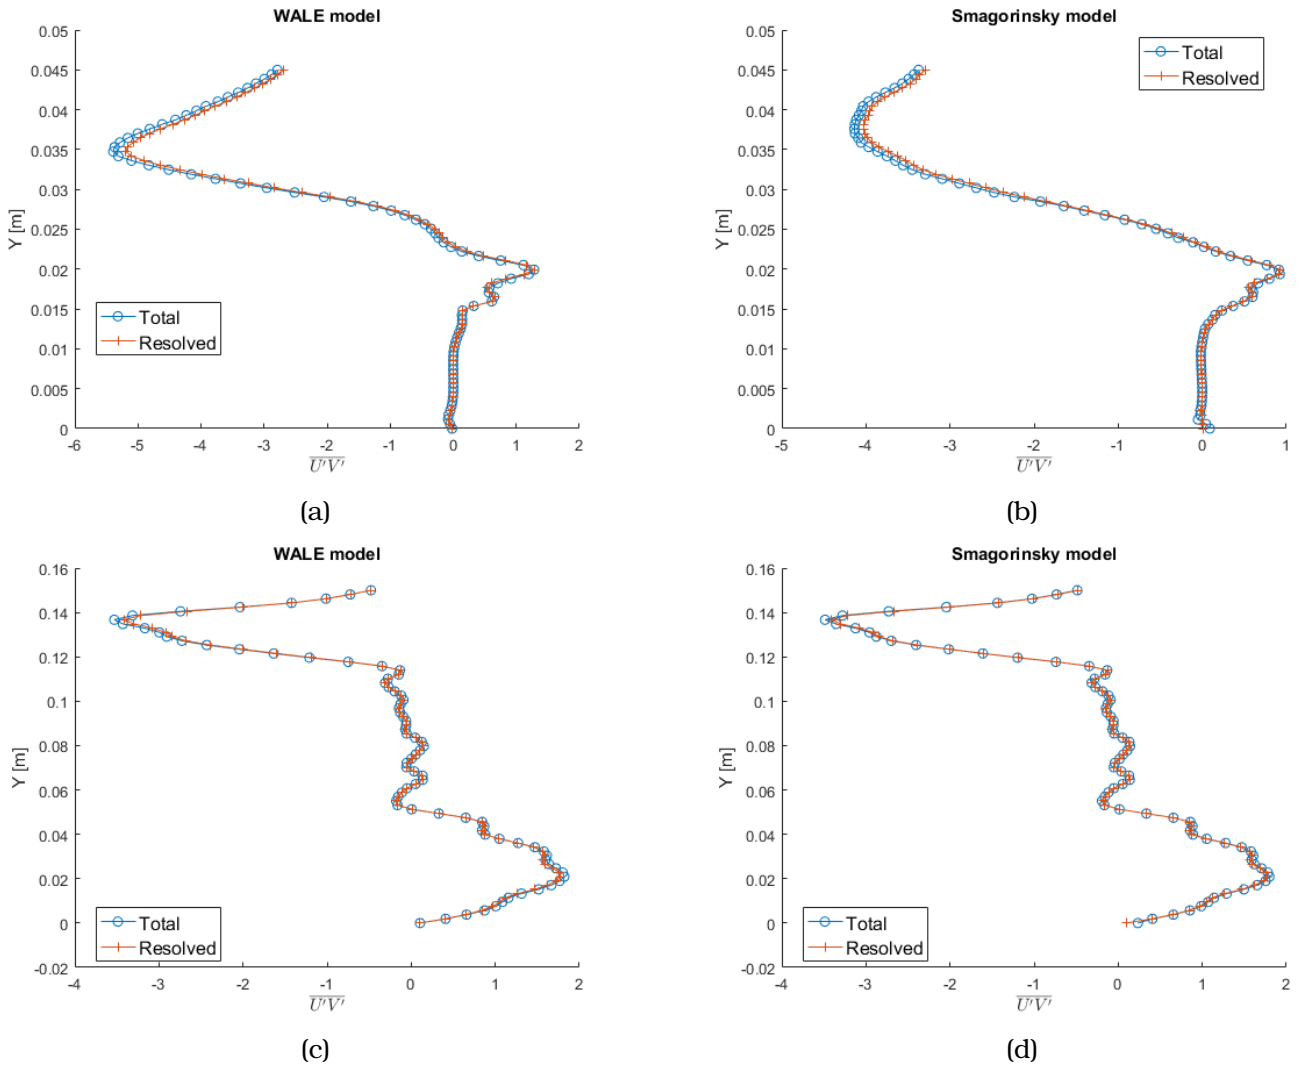 WALE model
0.05
0.045
0.04
0.035
0.03
0.025
0.02
0.015
0.01
0.005
0
Y [m]
Total
Resolved
-6 -5 -4 -3 -2 -1 0 1 2
U'V'
(a)
Smagorinsky model
0.05
0.045
0.04
0.035
0.03
0.025
0.02
0.015
0.01
0.005
0
Y [m]
Total
Resolved
-5 -4 -3 -2 -1 0 1
U'V'
(b)
WALE model
0.16
0.14
0.12
0.1
0.08
0.06
0.04
0.02
0
-0.02
Y [m]
Total
Resolved
-4 -3 -2 -1 0 1 2
U'V'
(c)
Smagorinsky model
0.16
0.14
0.12
0.1
0.08
0.06
0.04
0.02
0
-0.02
Y [m]
Total
Resolved
-4 -3 -2 -1 0 1 2
U'V'
(d)